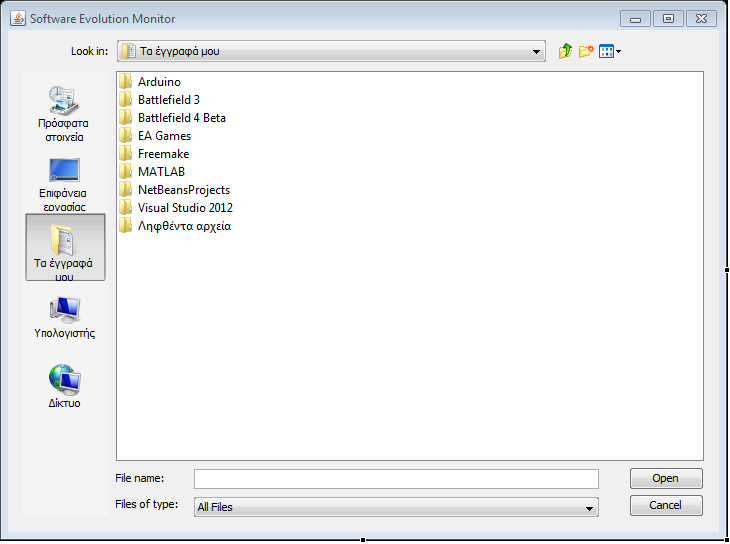 Software Evolution Monitor
Look in:
Τα έγγραφά μου
Πρόσφατα
στοιχεία
Επιφάνεια
εργασίας
Τα έγγραφά
μου
Υπολογιστής
Δίκτυο
Arduino
Battlefield 3
Battlefield 4 Beta
EA Games
Freemake
MATLAB
NetBeansProjects
Visual Studio 2012
Ληφθέντα αρχεία
File name:
Open
Files of type:
All Files
Cancel